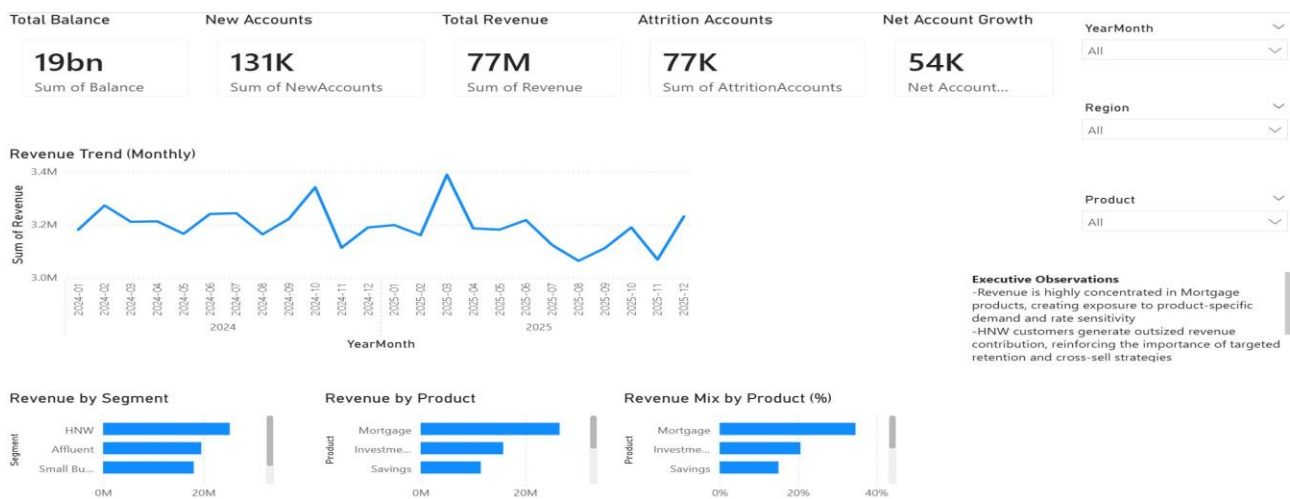 Total Balance
New Accounts
Total Revenue
Attrition Accounts
Net Account Growth
19bn
Sum of Balance
131K
Sum of NewAccounts
77M
Sum of Revenue
77K
Sum of AttritionAccounts
54K
Net Account...
YearMonth
All
Region
All
Product
All
Revenue Trend (Monthly)
Sum of Revenue
3.4M
3.2M
3.0M
2024-01
2024-02
2024-03
2024-04
2024-05
2024-06
2024-07
2024-08
2024-09
2024-10
2024-11
2024-12
2025-01
2025-02
2025-03
2025-04
2025-05
2025-06
2025-07
2025-08
2025-09
2025-10
2025-11
2025-12
2024
2025
YearMonth
Executive Observations
-Revenue is highly concentrated in Mortgage
products, creating exposure to product-specific
demand and rate sensitivity
-HNW customers generate outsized revenue
contribution, reinforcing the importance of targeted
retention and cross-sell strategies
Revenue by Segment
Segment
HNW
Affluent
Small Bu...
0M
20M
Revenue by Product
Product
Mortgage
Investme...
Savings
0M
20M
Revenue Mix by Product (%)
Product
Mortgage
Investme...
Savings
0%
20%
40%